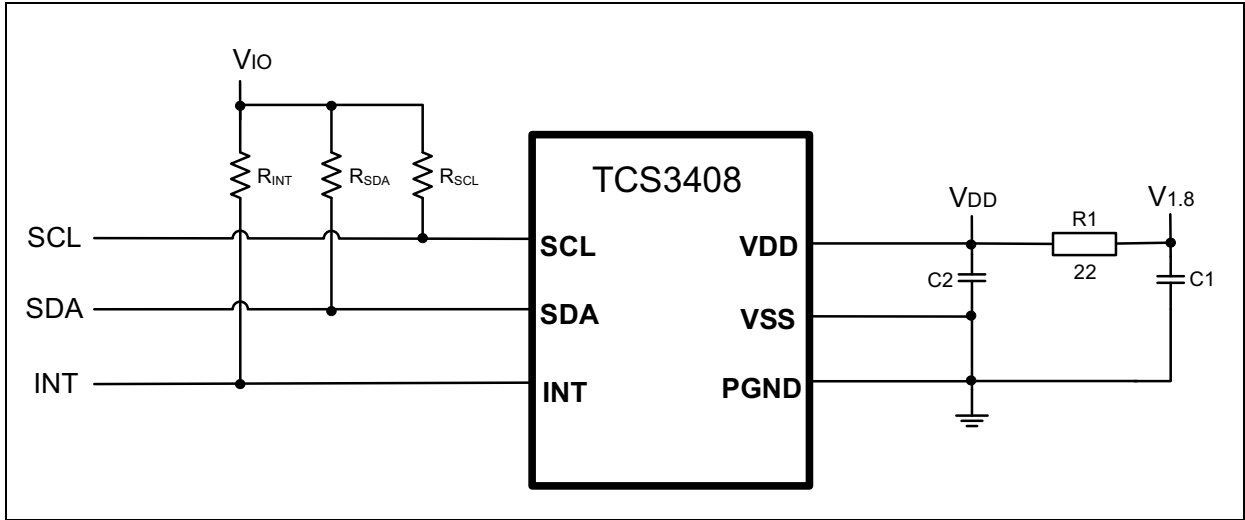 VIO
RINT
RSDA
RSCL
TCS3408
VDD
V1.8
R1
SCL
SCL
VDD
22
C2
C1
SDA
SDA
VSS
INT
INT
PGND